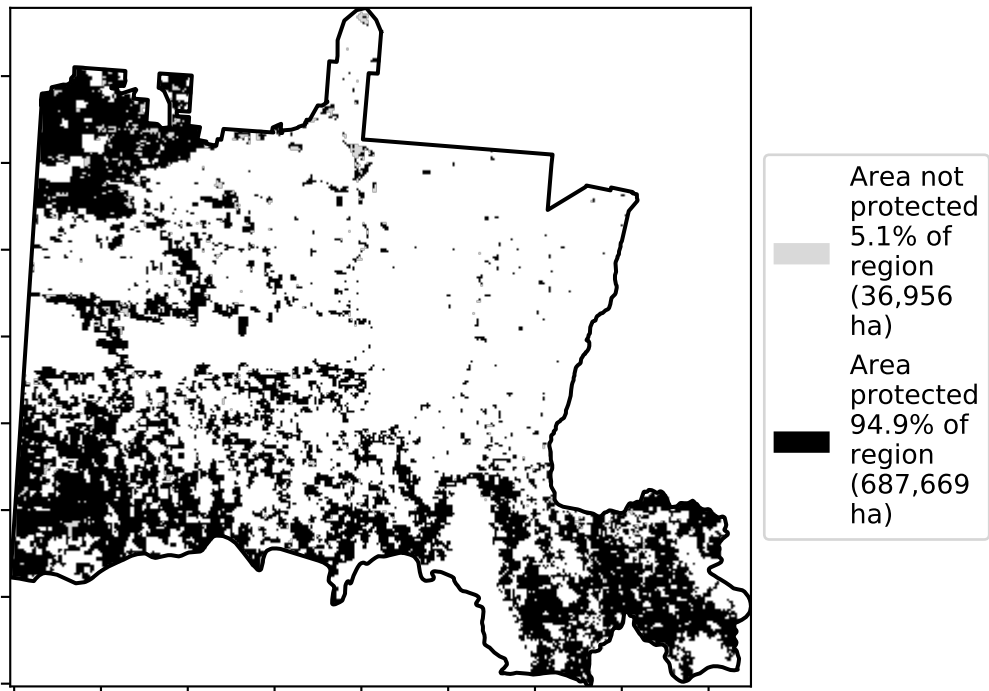 Area not
protected
5.1% of
region
(36,956
ha)
Area
protected
94.9% of
region
(687,669
ha)